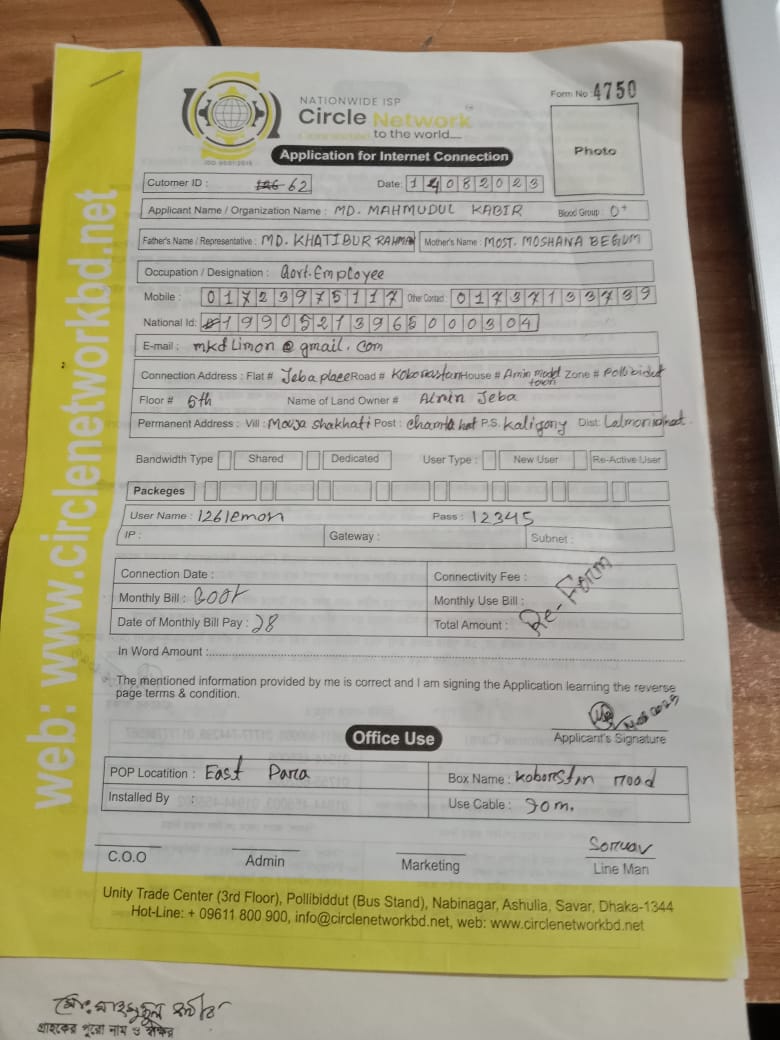 NATIONWIDE ISP
Circle Network
to the world....
Form No : 4750
Photo
Application for Internet Connection
Cutomer ID : 62 Date: 14082023
Applicant Name / Organization Name : MD. MAHMUDUL KABIR Blood Group O+
Father's Name / Representative : MD. KHATIBUR RAHMAN Mother's Name : MOST. MOSHANA BEGUM
Occupation / Designation : Govt. Employee
Mobile : 01723975117 Other Contact : 01737133739
National Id: 19905213965000304
E-mail : mkdLimon@gmail.com
Connection Address : Flat # Jeba place Road # Koborastan House # Amin model town Zone # Pollibidut
Floor # 5th Name of Land Owner # Jeba
Permanent Address : Vill : Mouja Shakhati Post : Chamta hat P.S. Kaligonj Dist:
Bandwidth Type Shared Dedicated User Type : New User Re-Active User
Packeges
User Name : 126lemon Pass : 12345
IP : Gateway : Subnet :
Connection Date : Connectivity Fee :
Monthly Bill : Monthly Use Bill :
Date of Monthly Bill Pay : 28 Total Amount : Re-Form
In Word Amount :
The mentioned information provided by me is correct and I am signing the Application learning the reverse
page terms & condition.
Applicant's Signature
Office Use
POP Locatition : East Para Box Name : koborstan road
Installed By : Use Cable : 90m.
C.O.O Admin Marketing Line Man
Unity Trade Center (3rd Floor), Pollibiddut (Bus Stand), Nabinagar, Ashulia, Savar, Dhaka-1344
Hot-Line: + 09611 800 900, info@circlenetworkbd.net, web: www.circlenetworkbd.net
web: www.circlenetworkbd.net
মোঃ মাহমুদুল কবীর
গ্রাহকের পুরো নাম ও স্বাক্ষর